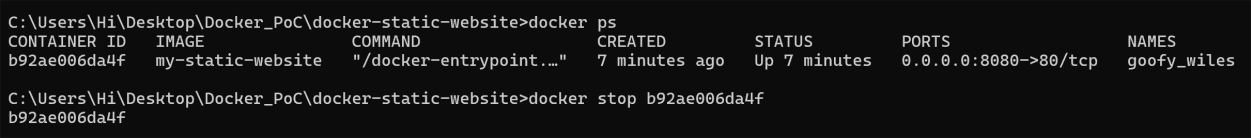 C:\Users\Hi\Desktop\Docker_PoC\docker-static-website>docker ps
CONTAINER ID   IMAGE               COMMAND                  CREATED         STATUS         PORTS                  NAMES
b92ae006da4f   my-static-website   "/docker-entrypoint.…"   7 minutes ago   Up 7 minutes   0.0.0.0:8080->80/tcp   goofy_wiles
C:\Users\Hi\Desktop\Docker_PoC\docker-static-website>docker stop b92ae006da4f
b92ae006da4f